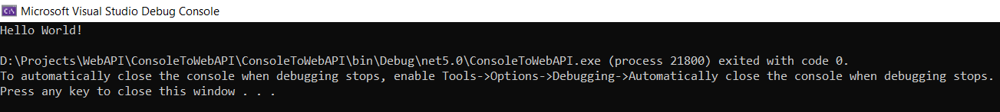 Microsoft Visual Studio Debug Console
Hello World!
D:\Projects\WebAPI\ConsoleToWebAPI\ConsoleToWebAPI\bin\Debug\net5.0\ConsoleToWebAPI.exe (process 21800) exited with code 0.
To automatically close the console when debugging stops, enable Tools->Options->Debugging->Automatically close the console when debugging stops.
Press any key to close this window . . .